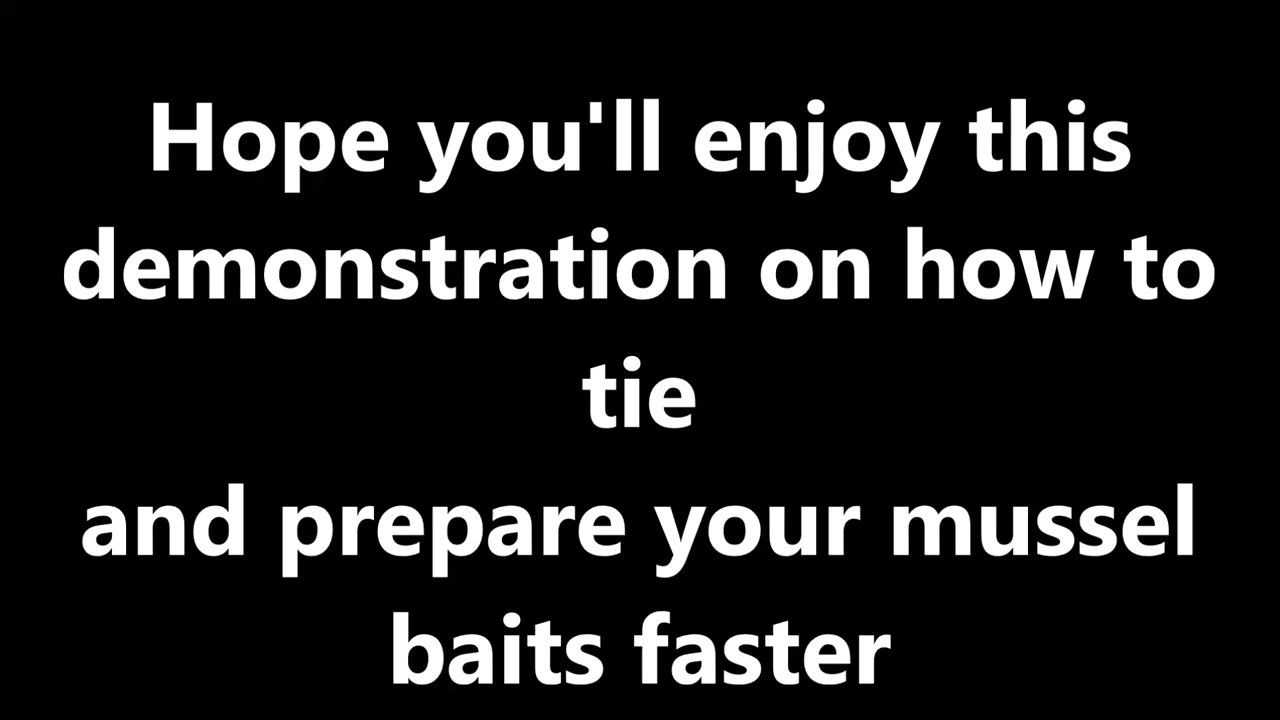 Hope you'll enjoy this
demonstration on how to
tie
and prepare your mussel
baits faster